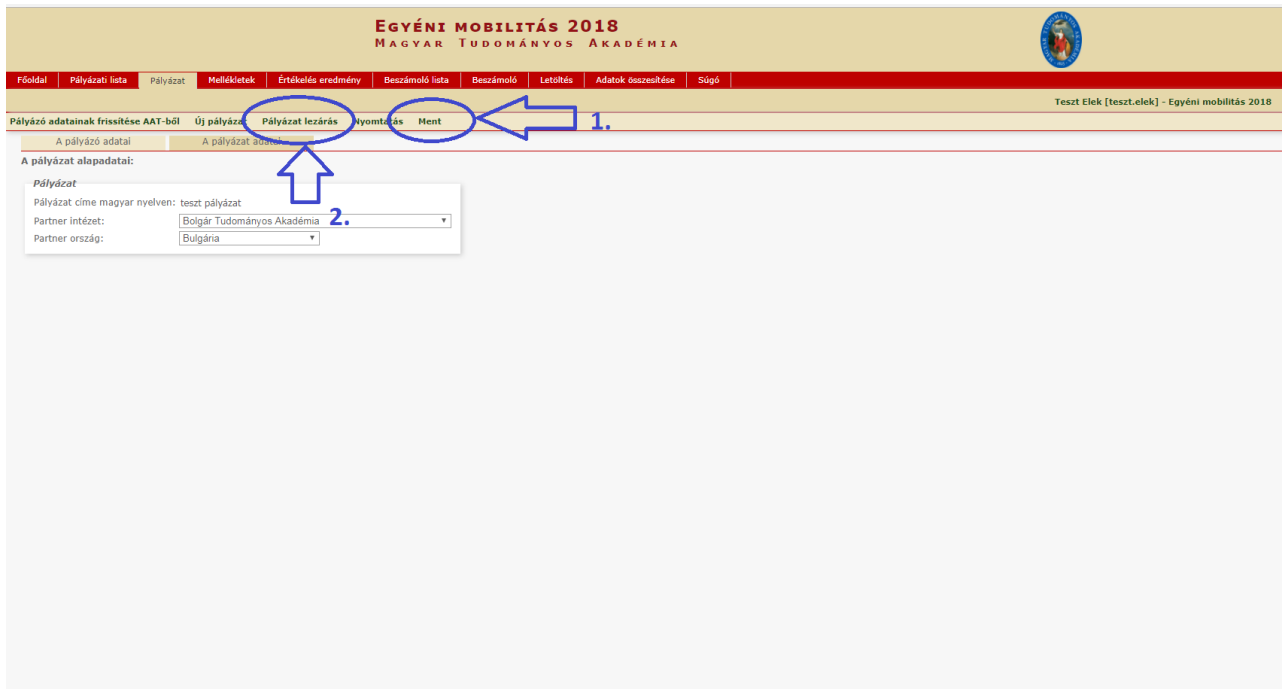 EGYÉNI MOBILITÁS 2018
MAGYAR TUDOMÁNYOS AKADÉMIA
Főoldal Pályázati lista Pályázat Mellékletek Értékelés eredmény Beszámoló lista Beszámoló Letöltés Adatok összesítése Súgó
Teszt Elek [teszt.elek] - Egyéni mobilitás 2018
Pályázó adatainak frissítése AAT-ből Új pályázat Pályázat lezárás Nyomtatás Ment
1.
A pályázó adatai A pályázat adatai
A pályázat alapadatai:
Pályázat
Pályázat címe magyar nyelven: teszt pályázat
Partner intézet: Bolgár Tudományos Akadémia
2.
Partner ország: Bulgária